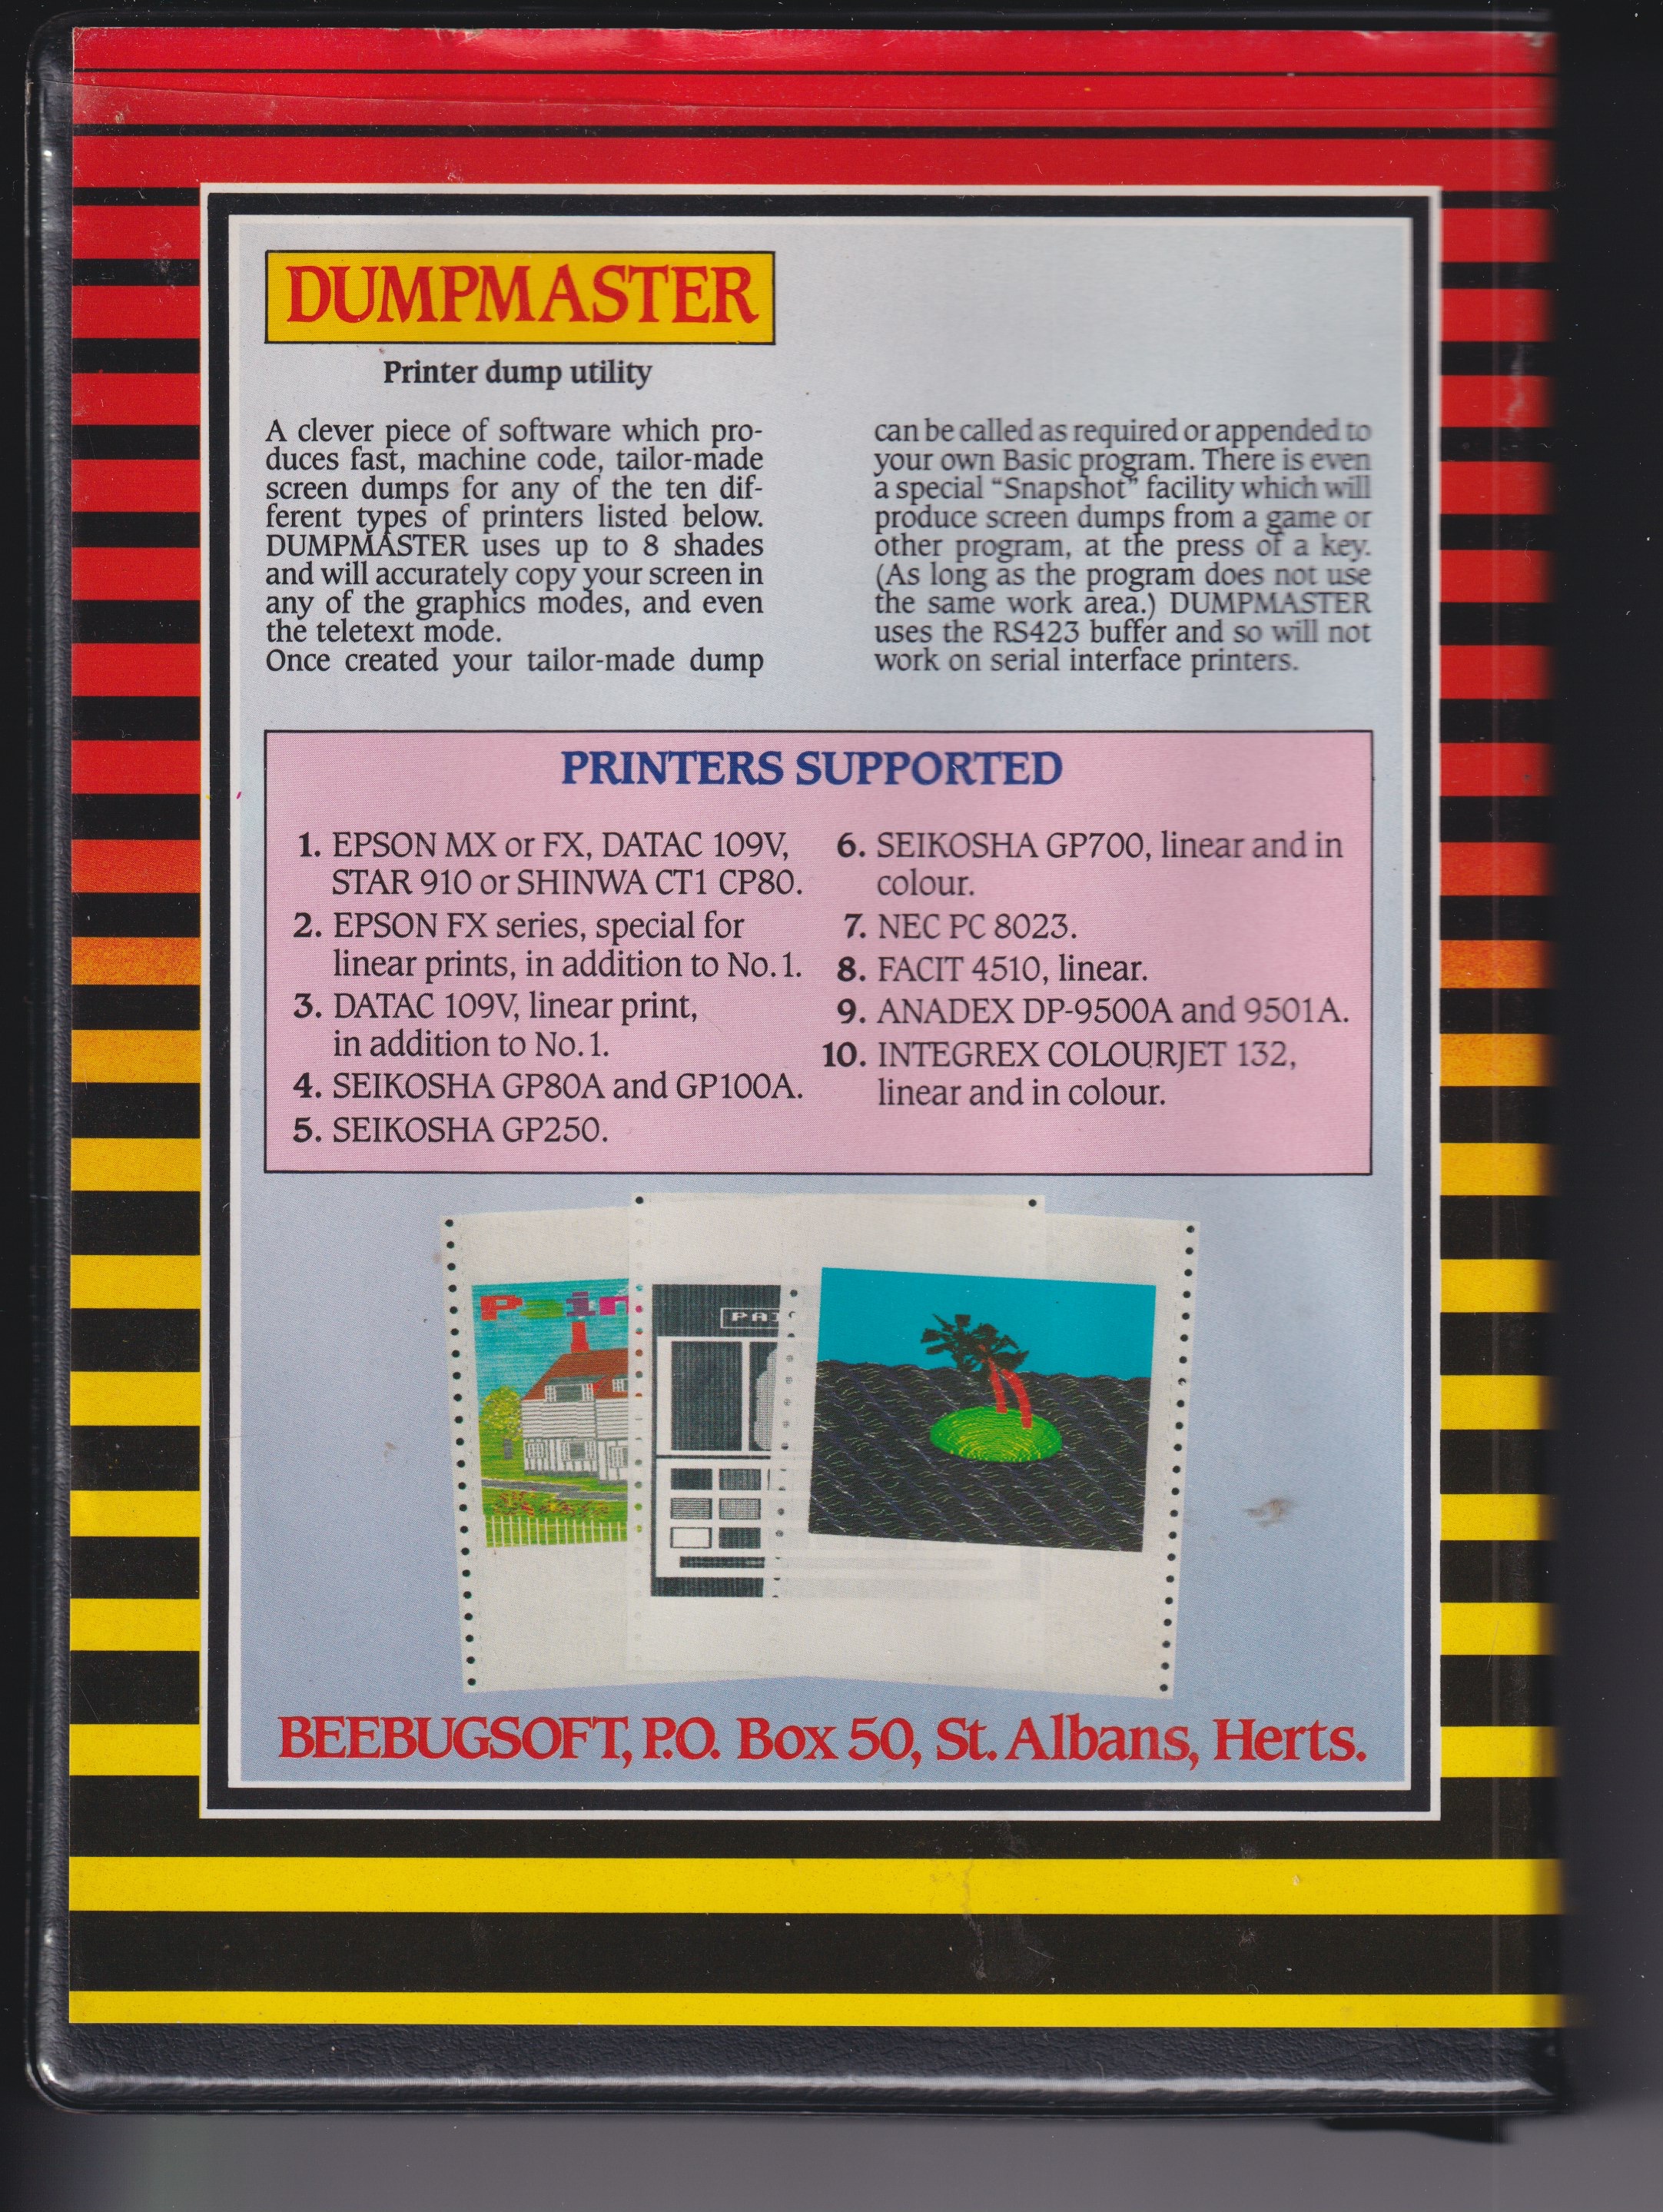 DUMPMASTER
Printer dump utility
A clever piece of software which pro-
duces fast, machine code, tailor-made
screen dumps for any of the ten dif-
ferent types of printers listed below.
DUMPMASTER uses up to 8 shades
and will accurately copy your screen in
any of the graphics modes, and even
the teletext mode.
Once created your tailor-made dump
can be called as required or appended to
your own Basic program. There is even
a special “Snapshot” facility which will
produce screen dumps from a game or
other program, at the press of a key.
(As long as the program does not use
the same work area.) DUMPMASTER
uses the RS423 buffer and so will not
work on serial interface printers.
PRINTERS SUPPORTED
1. EPSON MX or FX, DATAC 109V,
STAR 910 or SHINWA CT1 CP80.
2. EPSON FX series, special for
linear prints, in addition to No.1.
3. DATAC 109V, linear print,
in addition to No.1.
4. SEIKOSHA GP80A and GP100A.
5. SEIKOSHA GP250.
6. SEIKOSHA GP700, linear and in
colour.
7. NEC PC 8023.
8. FACIT 4510, linear.
9. ANADEX DP-9500A and 9501A.
10. INTEGREX COLOURJET 132,
linear and in colour.
Pain
PAI
BEEBUGSOFT, P.O. Box 50, St. Albans, Herts.